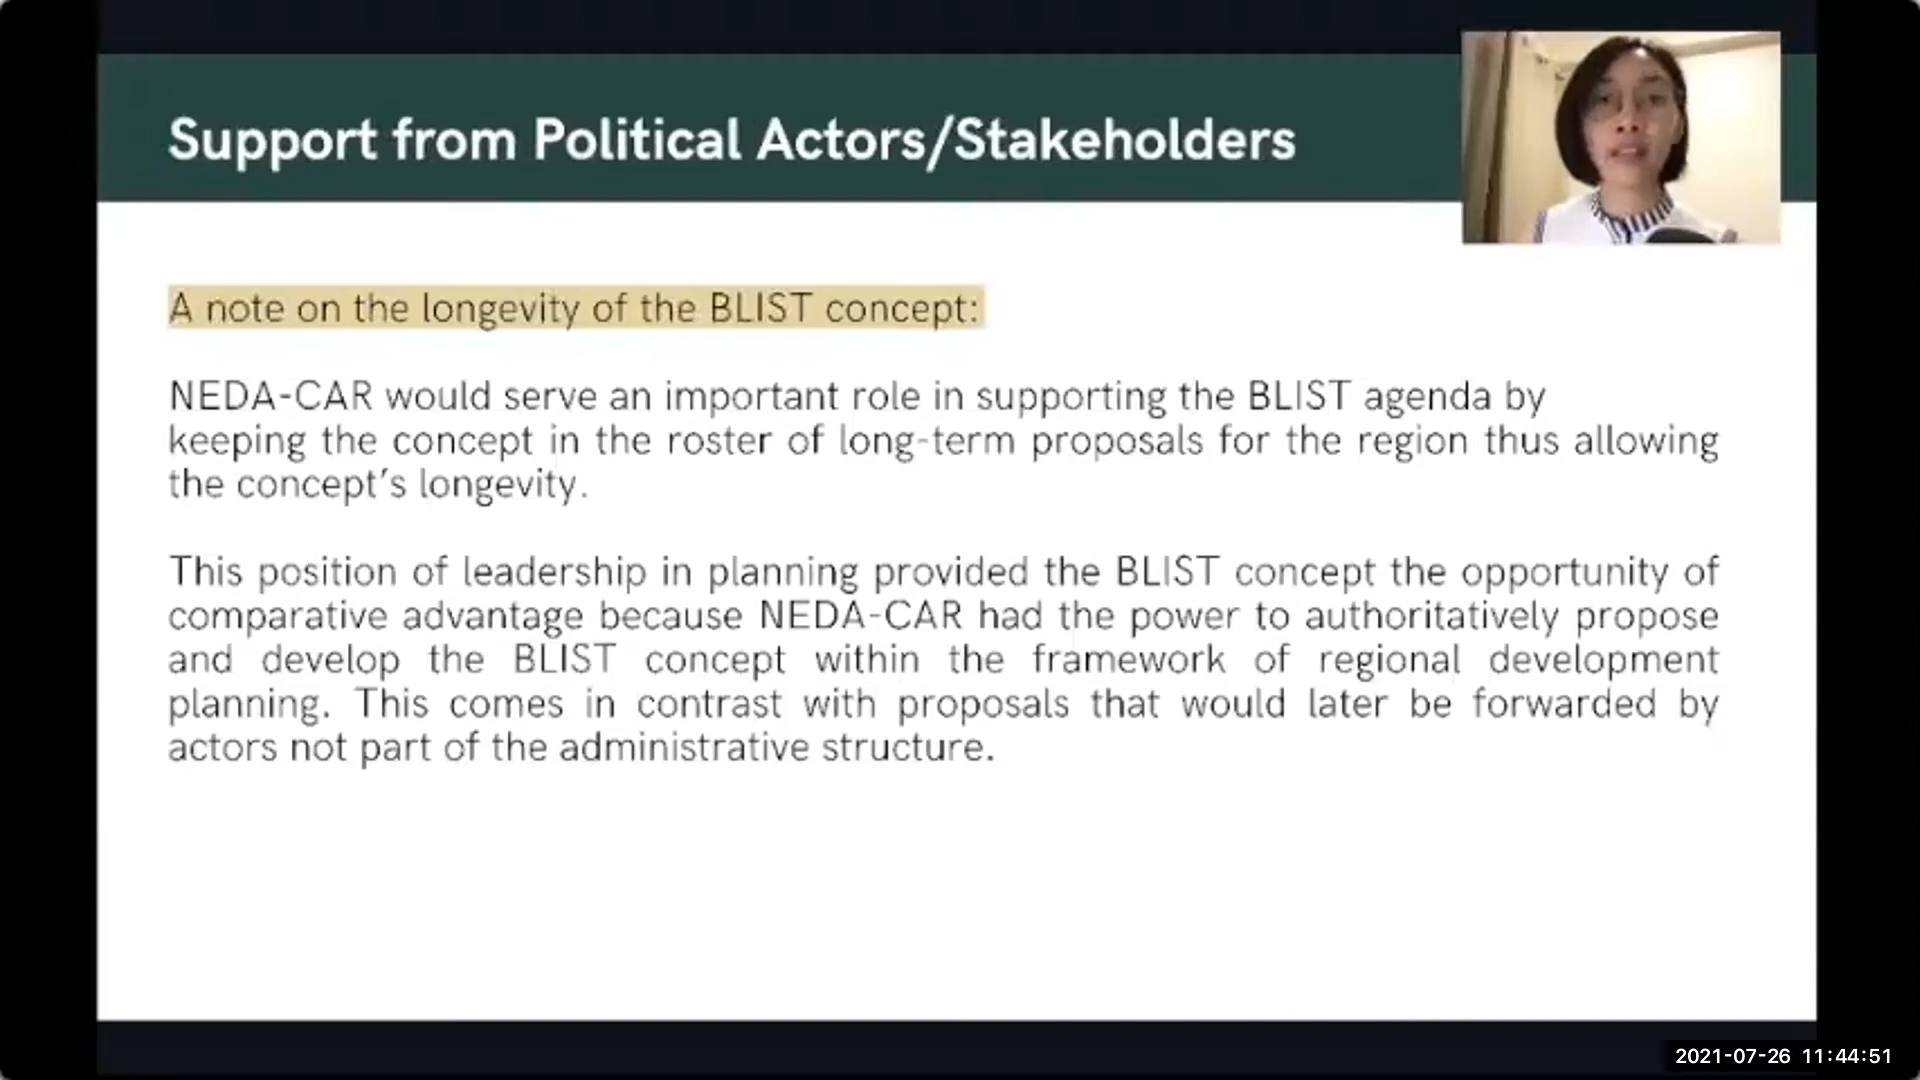 Support from Political Actors/Stakeholders
A note on the longevity of the BLIST concept:
NEDA-CAR would serve an important role in supporting the BLIST agenda by
keeping the concept in the roster of long-term proposals for the region thus allowing
the concept's longevity.
This position of leadership in planning provided the BLIST concept the opportunity of
comparative advantage because NEDA-CAR had the power to authoritatively propose
and develop the BLIST concept within the framework of regional development
planning. This comes in contrast with proposals that would later be forwarded by
actors not part of the administrative structure.
2021-07-26 11:44:51